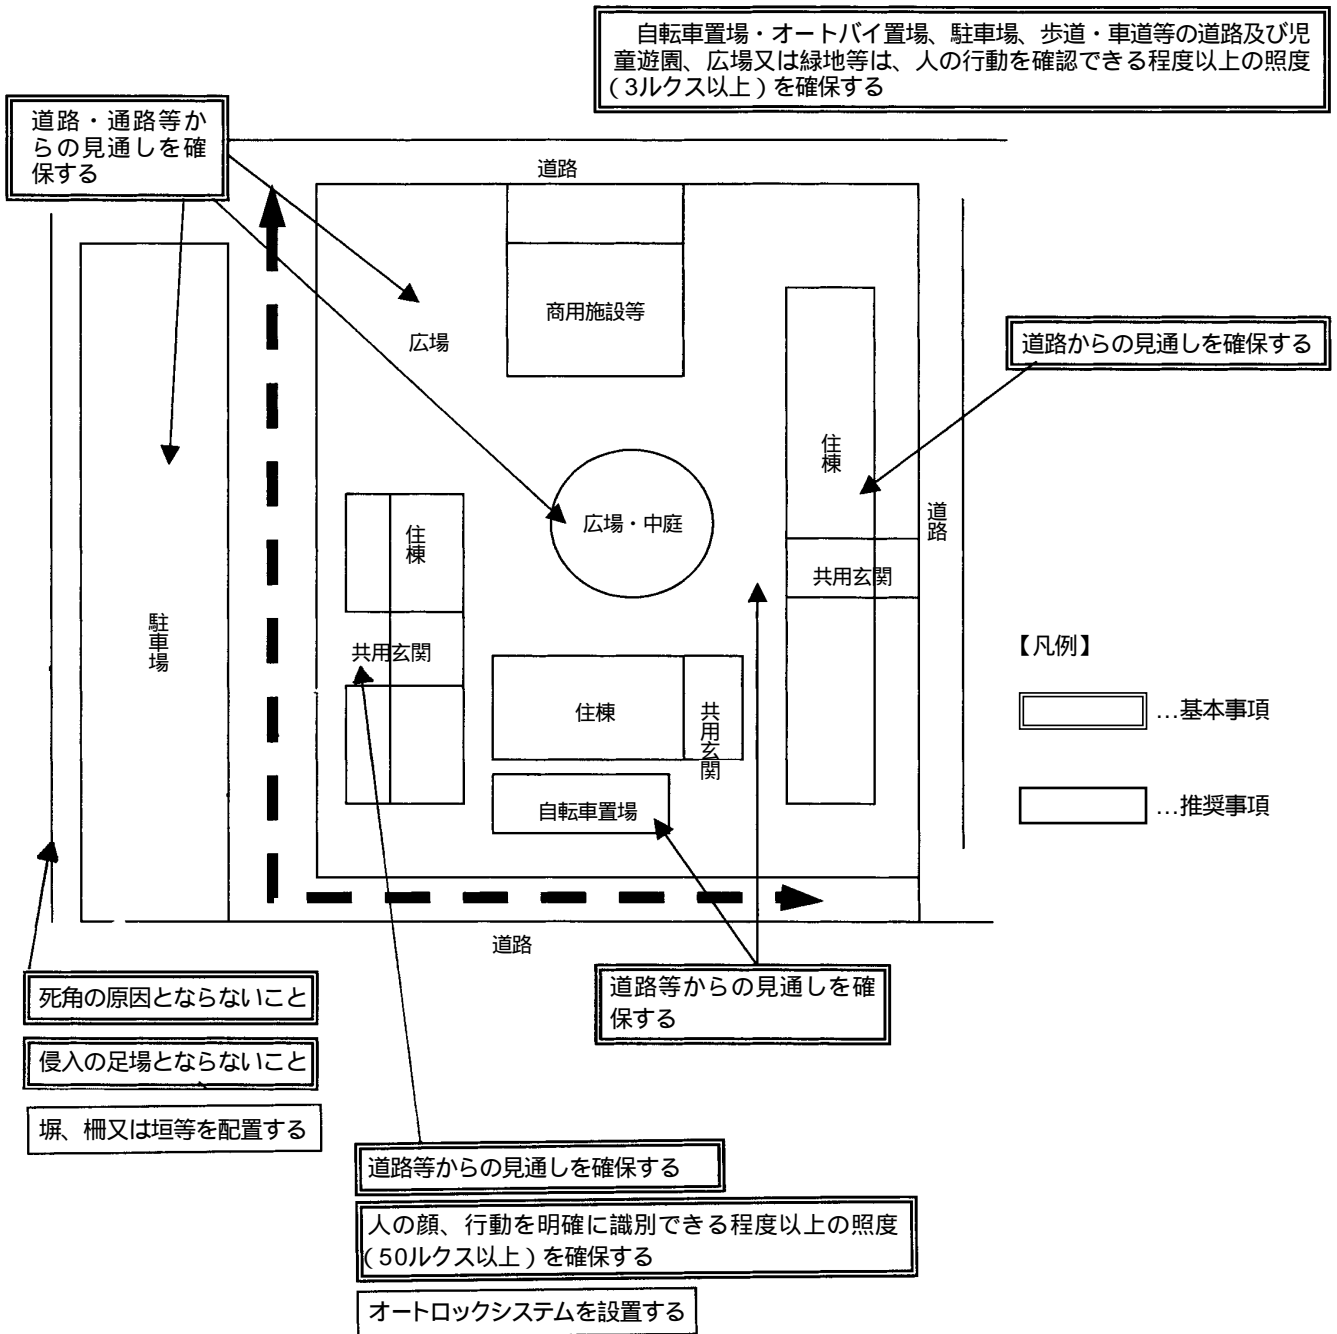 自転車置場・オートバイ置場、駐車場、歩道・車道等の道路及び児
童遊園、広場又は緑地等は、人の行動を確認できる程度以上の照度
（3ルクス以上）を確保する
道路・通路等か
らの見通しを確
保する
道路
商用施設等
広場
道路からの見通しを確保する
住棟
道路
広場・中庭
住棟
共用玄関
駐車場
共用玄関
【凡例】
住棟
共用玄関
…基本事項
自転車置場
…推奨事項
道路
死角の原因とならないこと
道路等からの見通しを確
保する
侵入の足場とならないこと
塀、柵又は垣等を配置する
道路等からの見通しを確保する
人の顔、行動を明確に識別できる程度以上の照度
（50ルクス以上）を確保する
オートロックシステムを設置する